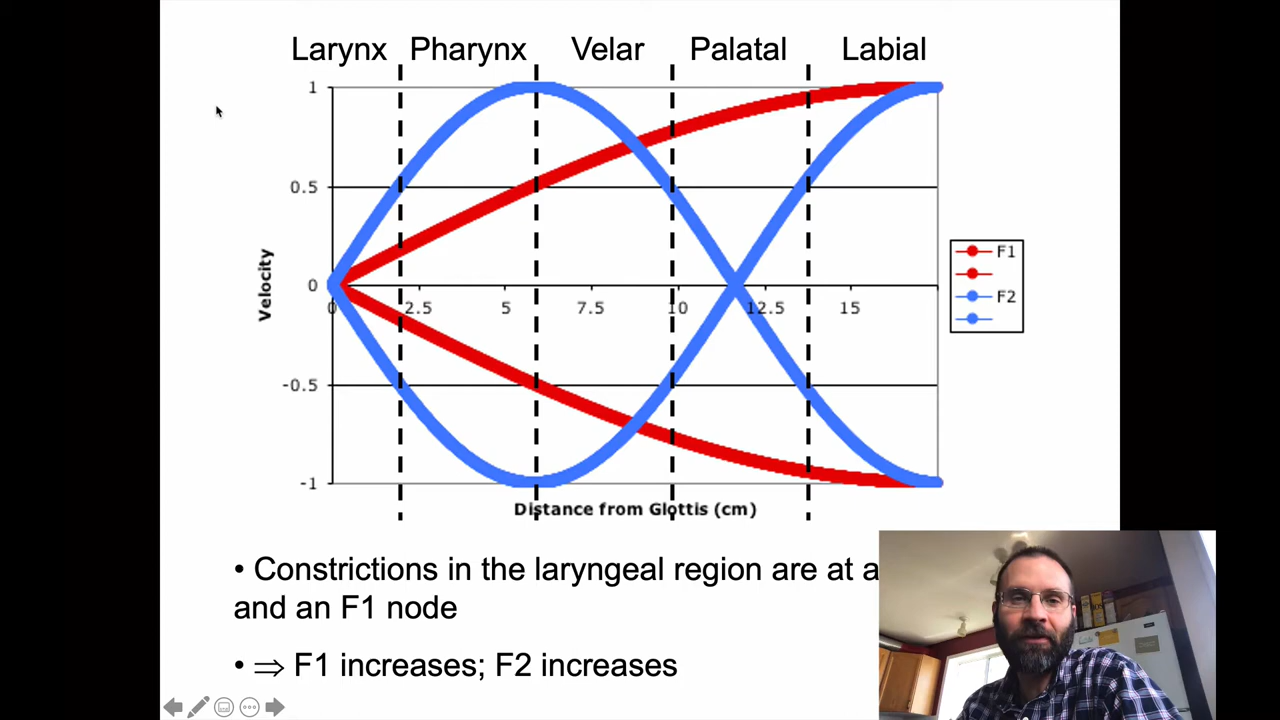 Larynx Pharynx Velar Palatal Labial
1
0.5
0
-0.5
-1
0 2.5 5 7.5 10 12.5 15
Velocity
Distance from Glottis (cm)
F1
F2
• Constrictions in the laryngeal region are at a
and an F1 node
• ⇒ F1 increases; F2 increases